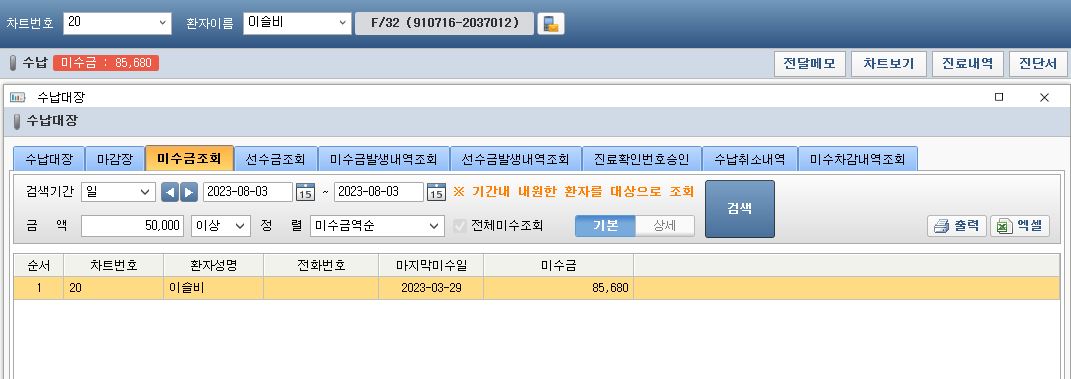 차트번호 20 환자이름 이슬비 F/32 (910716-2037012)
수납 미수금 : 85,680 전달메모 차트보기 진료내역 진단서
수납대장
수납대장
수납대장 마감장 미수금조회 선수금조회 미수금발생내역조회 선수금발생내역조회 진료확인번호승인 수납취소내역 미수차감내역조회
검색기간 일 2023-08-03 15 ~ 2023-08-03 15 ※ 기간내 내원한 환자를 대상으로 조회 검색
금 액 50,000 이상 정 렬 미수금역순 전체미수조회 기본 상세 출력 엑셀
순서 차트번호 환자성명 전화번호 마지막미수일 미수금
1 20 이슬비 2023-03-29 85,680